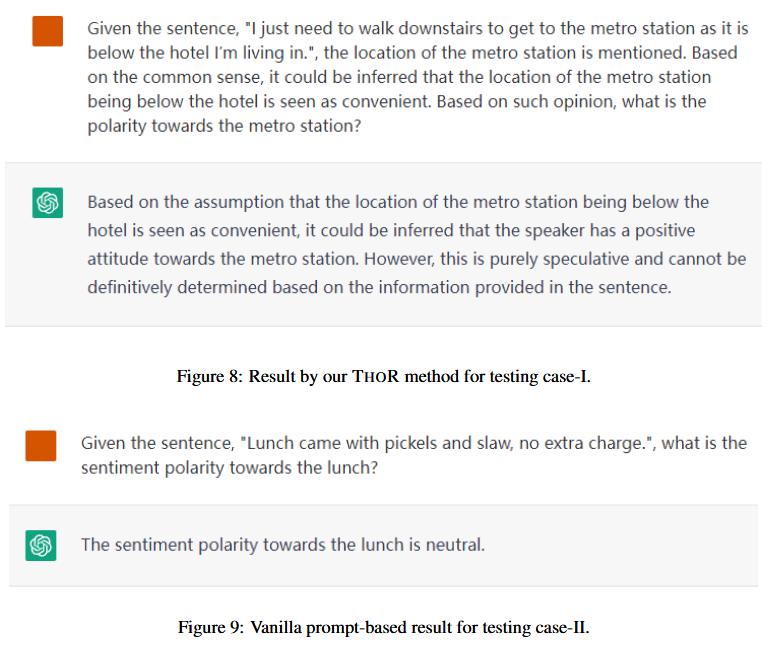 Given the sentence, "I just need to walk downstairs to get to the metro station as it is
below the hotel I'm living in.", the location of the metro station is mentioned. Based
on the common sense, it could be inferred that the location of the metro station
being below the hotel is seen as convenient. Based on such opinion, what is the
polarity towards the metro station?
Based on the assumption that the location of the metro station being below the
hotel is seen as convenient, it could be inferred that the speaker has a positive
attitude towards the metro station. However, this is purely speculative and cannot be
definitively determined based on the information provided in the sentence.
Figure 8: Result by our THOR method for testing case-I.
Given the sentence, "Lunch came with pickels and slaw, no extra charge.", what is the
sentiment polarity towards the lunch?
The sentiment polarity towards the lunch is neutral.
Figure 9: Vanilla prompt-based result for testing case-II.